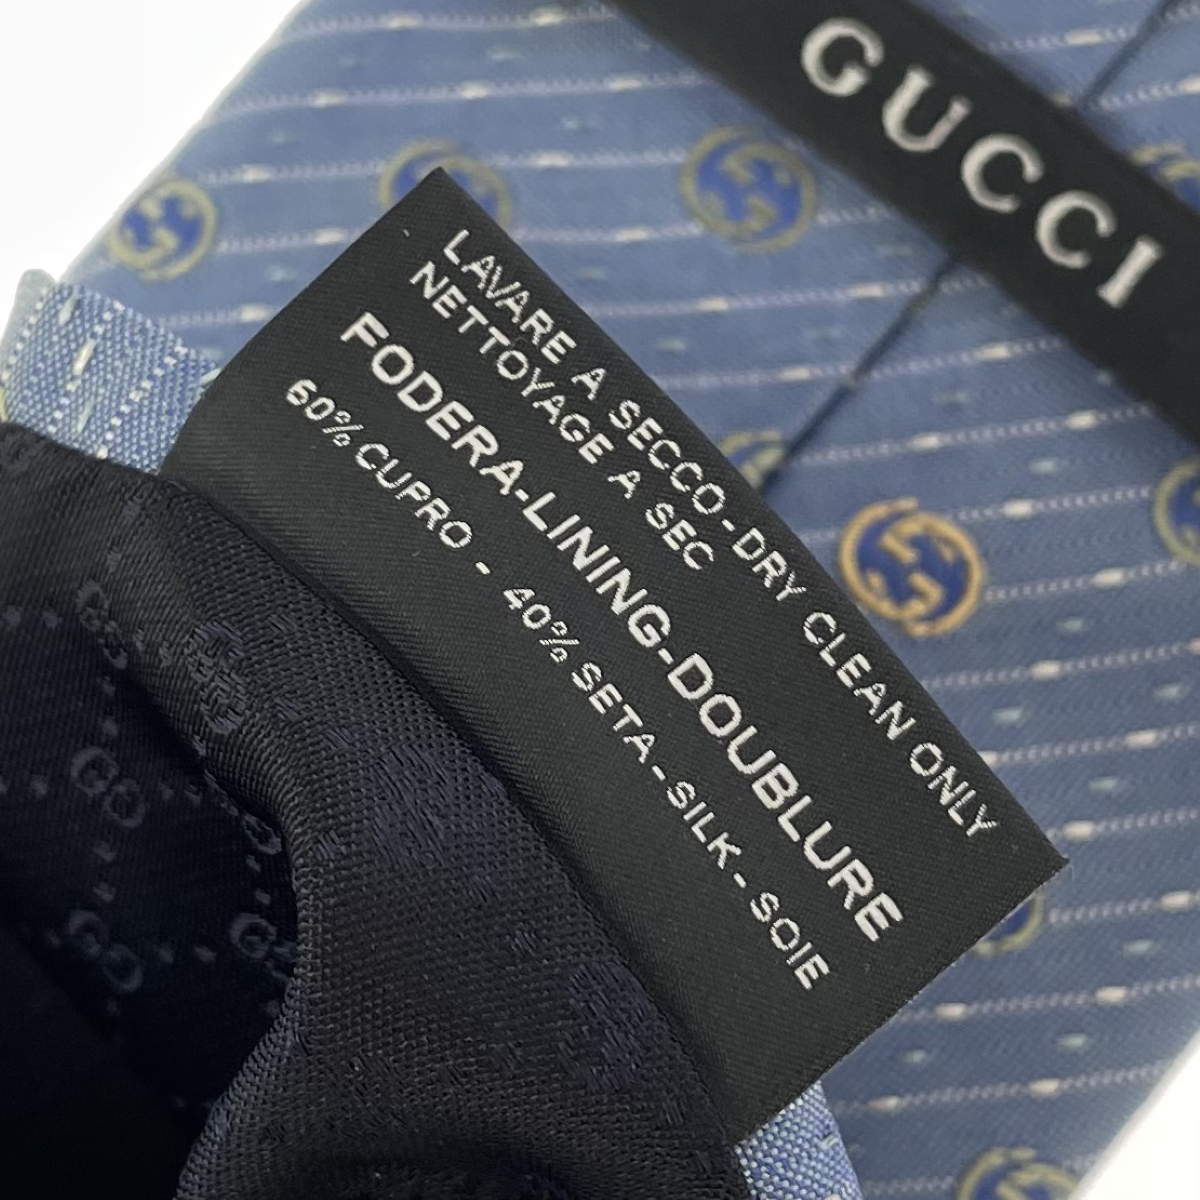 GUCCI
LAVARE A SECCO-DRY CLEAN ONLY
NETTOYAGE A SEC
FODERA-LINING-DOUBLURE
60% CUPRO - 40% SETA-SILK-SOIE